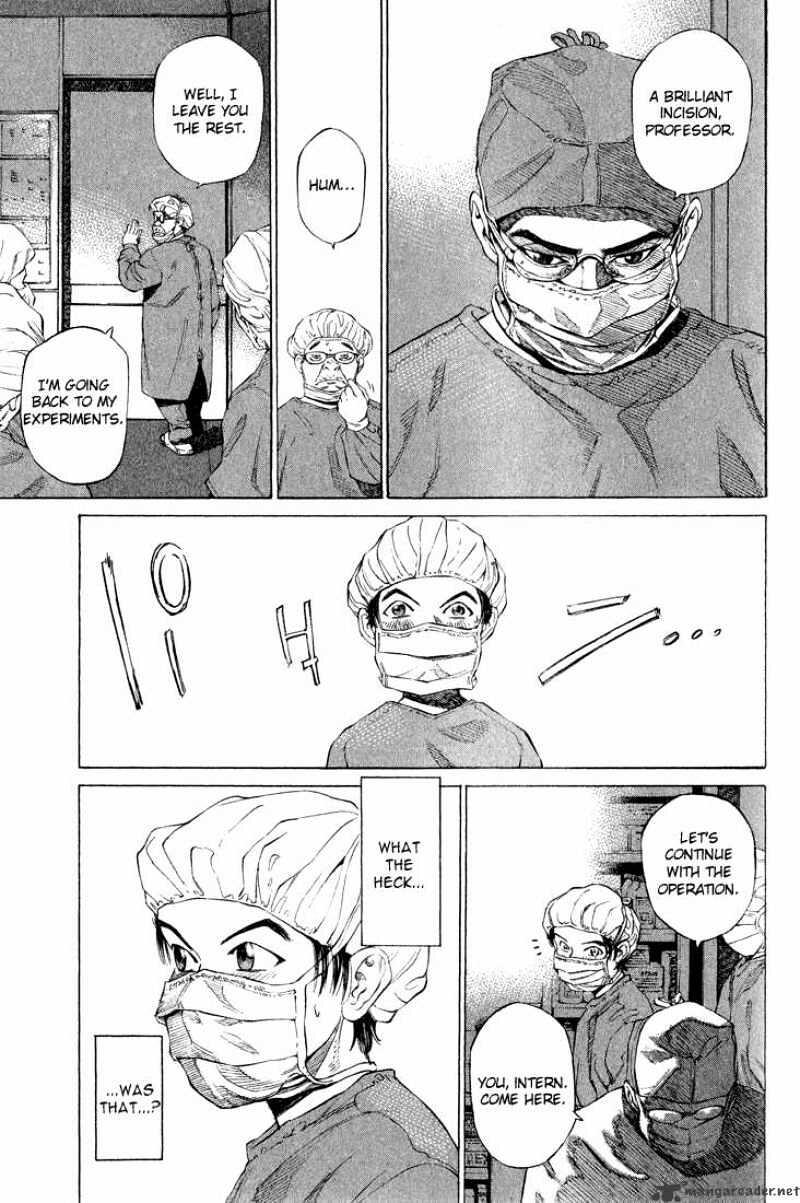 A BRILLIANT
INCISION,
PROFESSOR.
HUM...
WELL, I
LEAVE YOU
THE REST.
I'M GOING
BACK TO MY
EXPERIMENTS.
LET'S
CONTINUE
WITH THE
OPERATION.
YOU, INTERN.
COME HERE.
WHAT
THE
HECK...
...WAS
THAT...?
mangareader.net